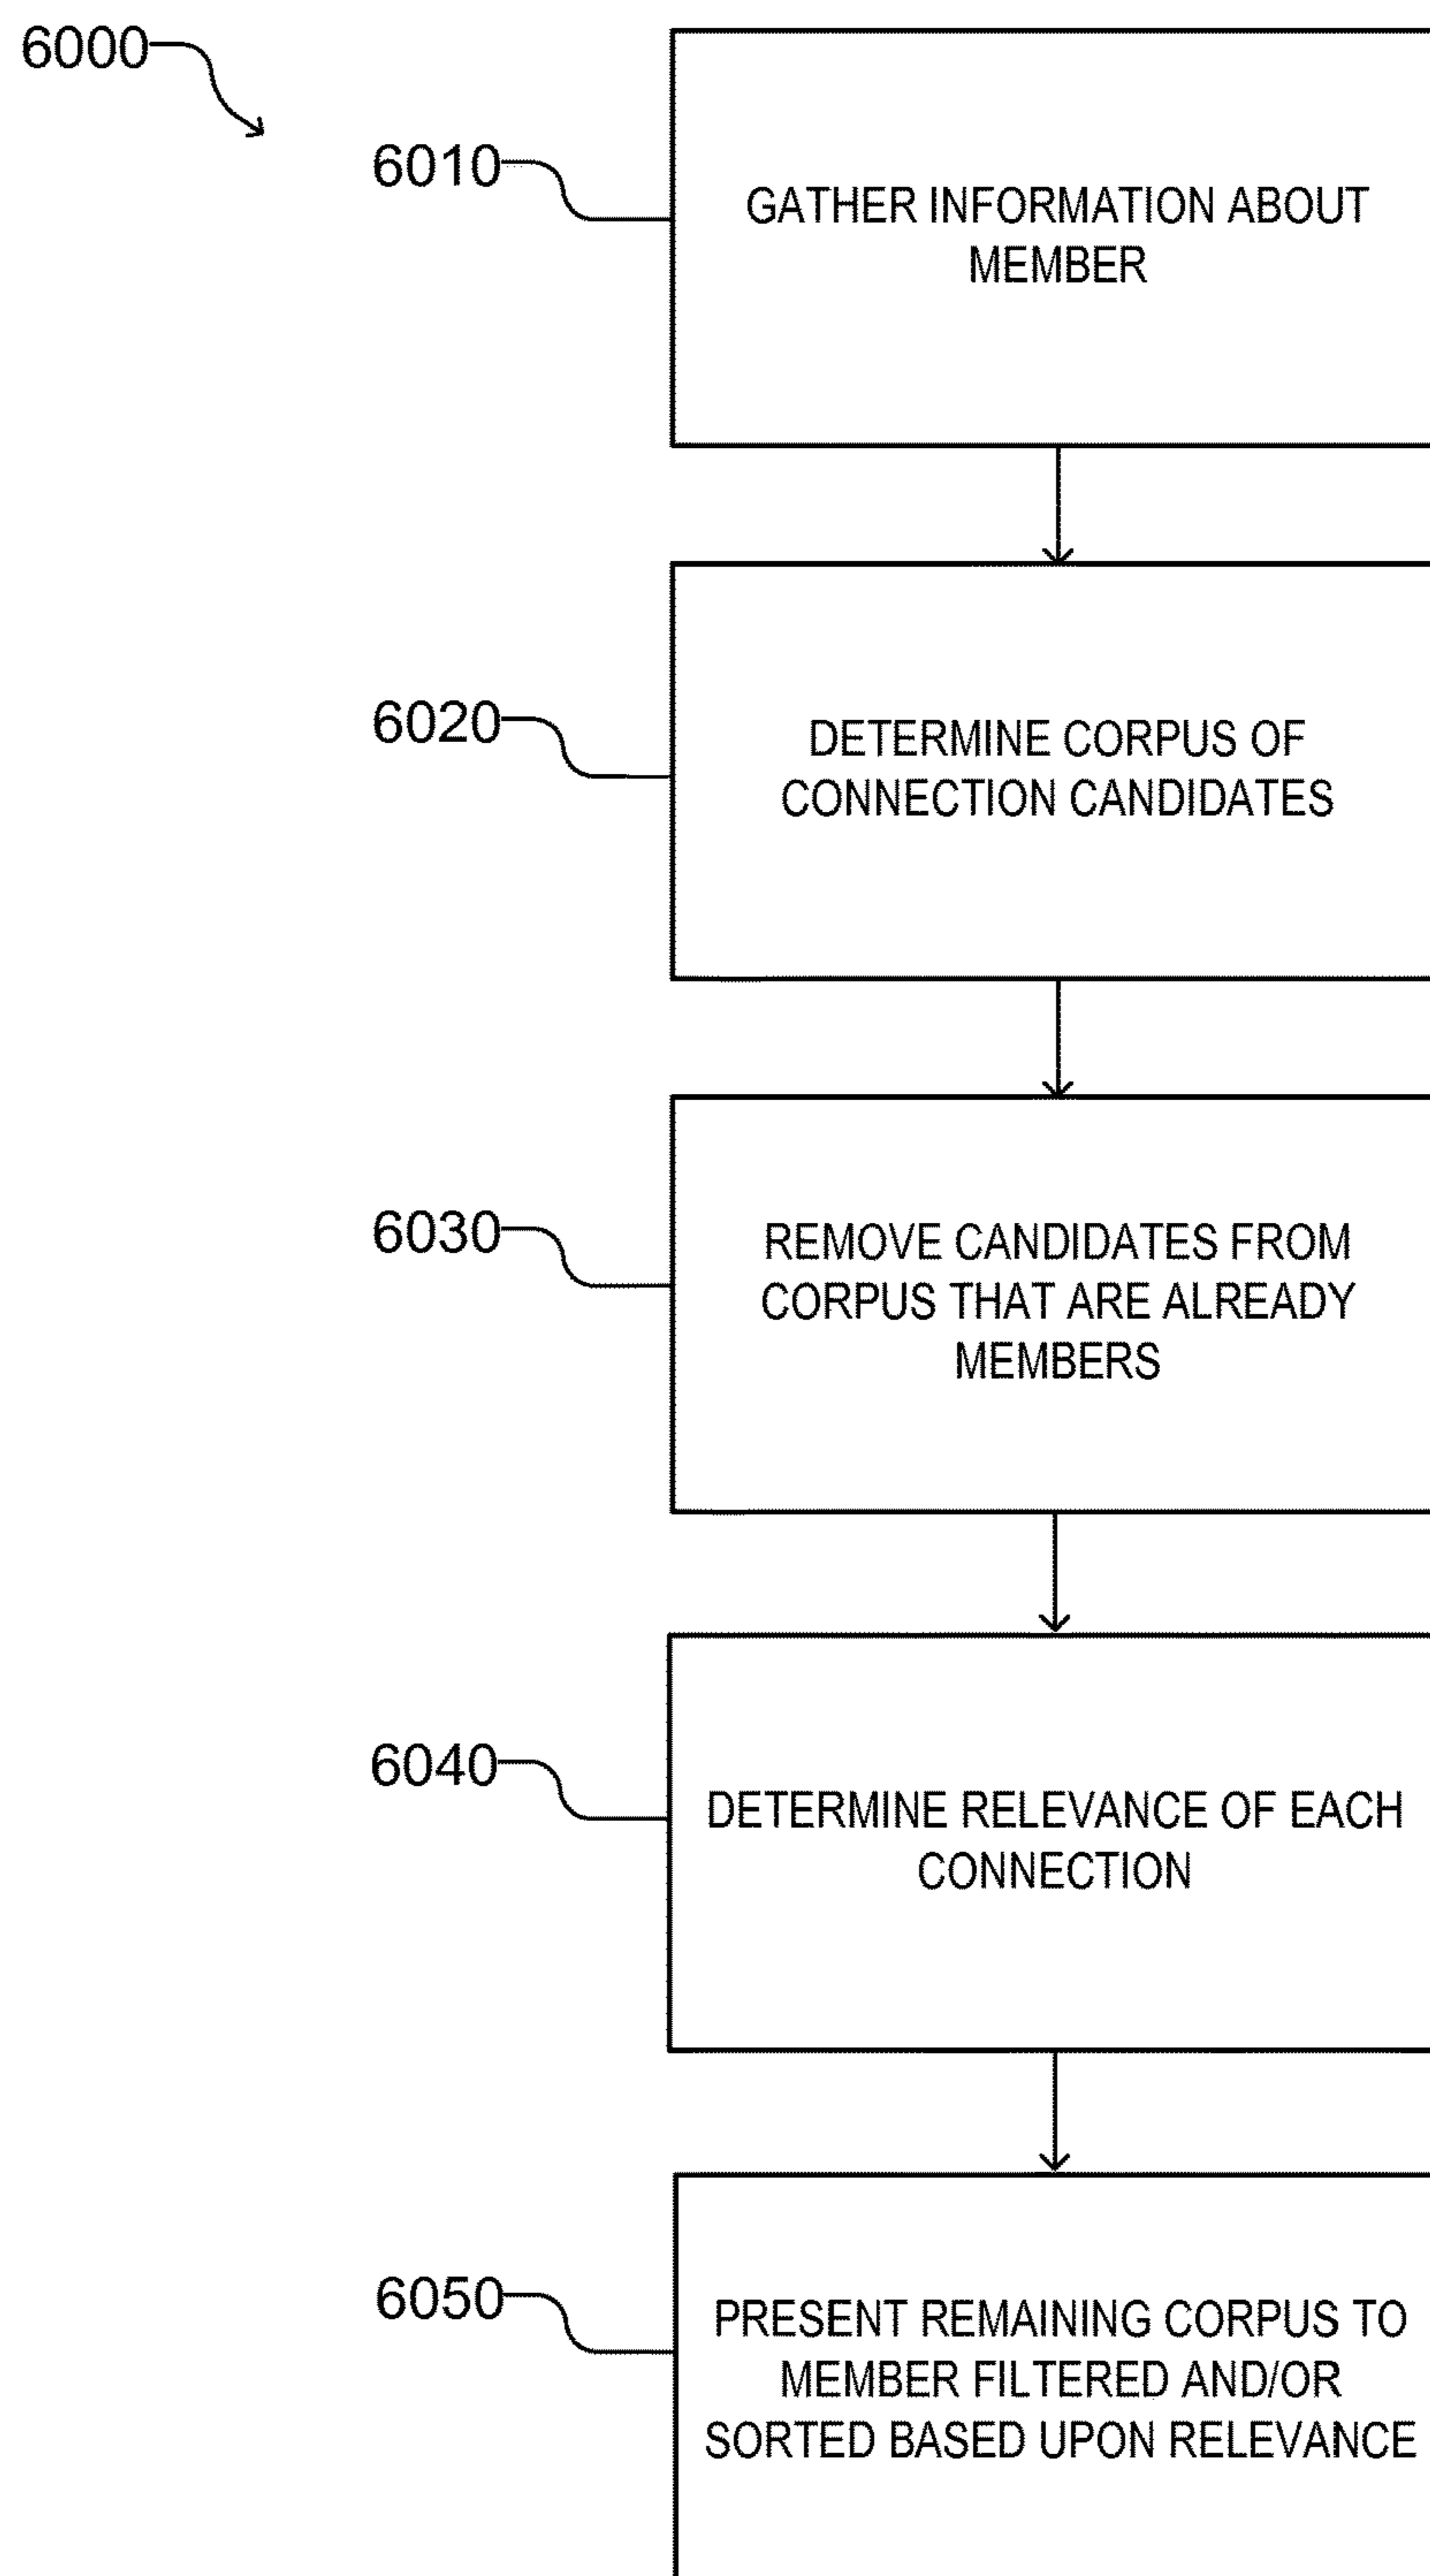 6000
6010
GATHER INFORMATION ABOUT
MEMBER
6020
DETERMINE CORPUS OF
CONNECTION CANDIDATES
6030
REMOVE CANDIDATES FROM
CORPUS THAT ARE ALREADY
MEMBERS
6040
DETERMINE RELEVANCE OF EACH
CONNECTION
6050
PRESENT REMAINING CORPUS TO
MEMBER FILTERED AND/OR
SORTED BASED UPON RELEVANCE